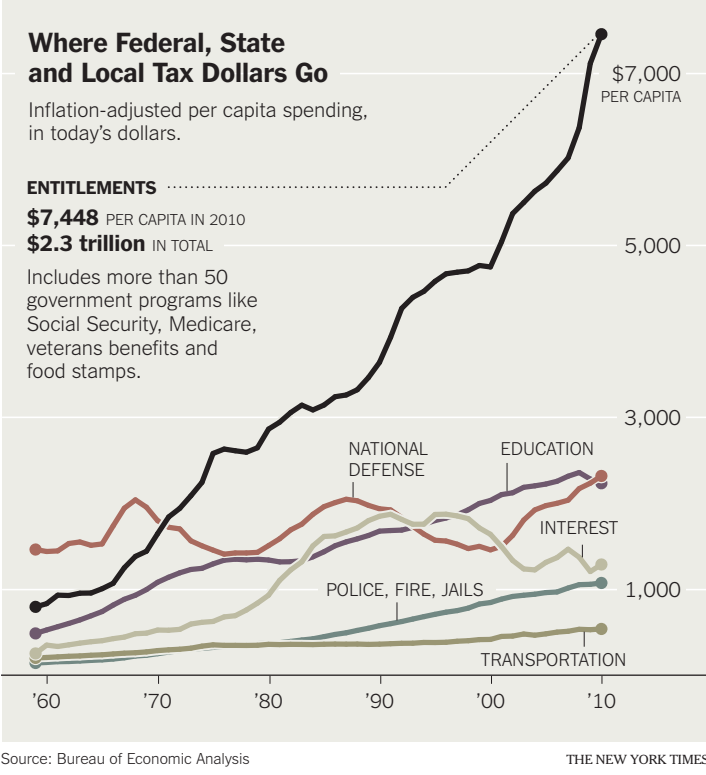 Where Federal, State
and Local Tax Dollars Go
Inflation-adjusted per capita spending,
in today's dollars.
ENTITLEMENTS
$7,448 PER CAPITA IN 2010
$2.3 trillion IN TOTAL
Includes more than 50
government programs like
Social Security, Medicare,
veterans benefits and
food stamps.
$7,000
PER CAPITA
5,000
3,000
1,000
NATIONAL
DEFENSE
EDUCATION
INTEREST
POLICE, FIRE, JAILS
TRANSPORTATION
'60 '70 '80 '90 '00 '10
Source: Bureau of Economic Analysis
THE NEW YORK TIMES